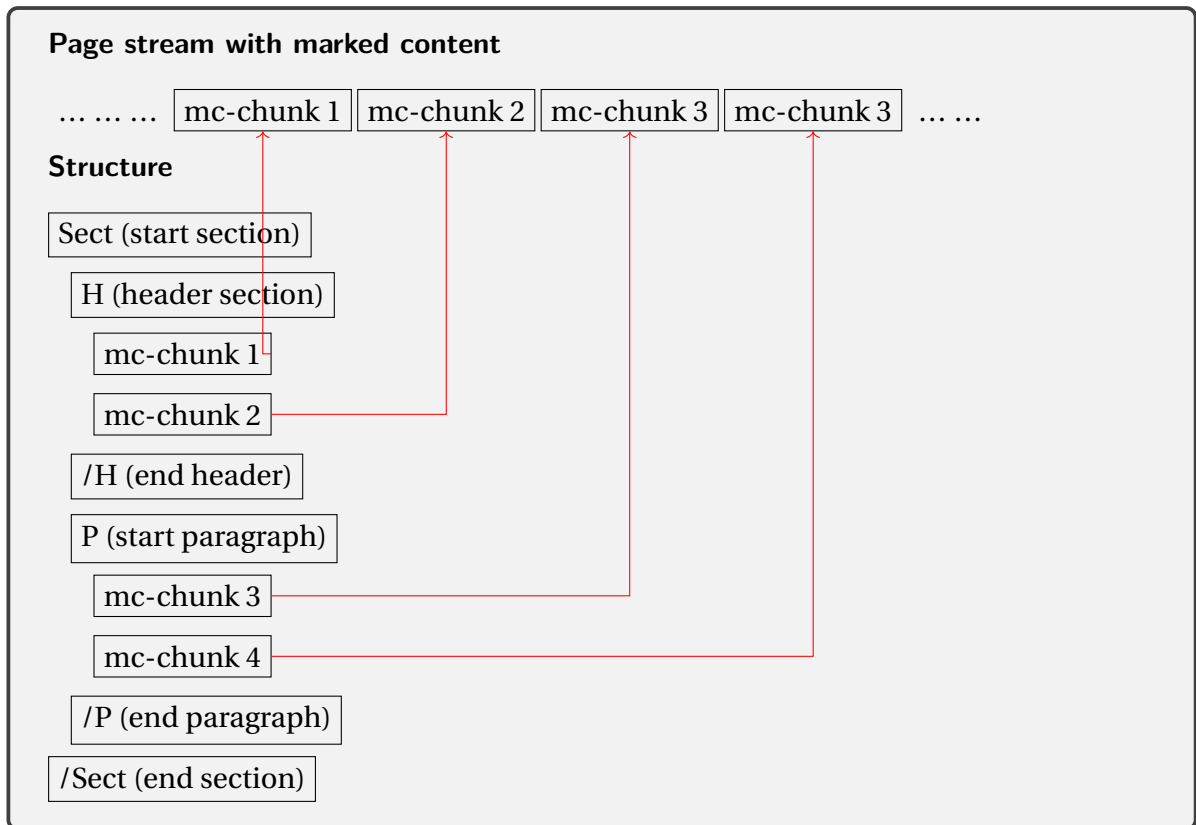 Page stream with marked content
... ... ... mc-chunk 1 mc-chunk 2 mc-chunk 3 mc-chunk 3 ... ...
Structure
Sect (start section)
H (header section)
mc-chunk 1
mc-chunk 2
/H (end header)
P (start paragraph)
mc-chunk 3
mc-chunk 4
/P (end paragraph)
/Sect (end section)